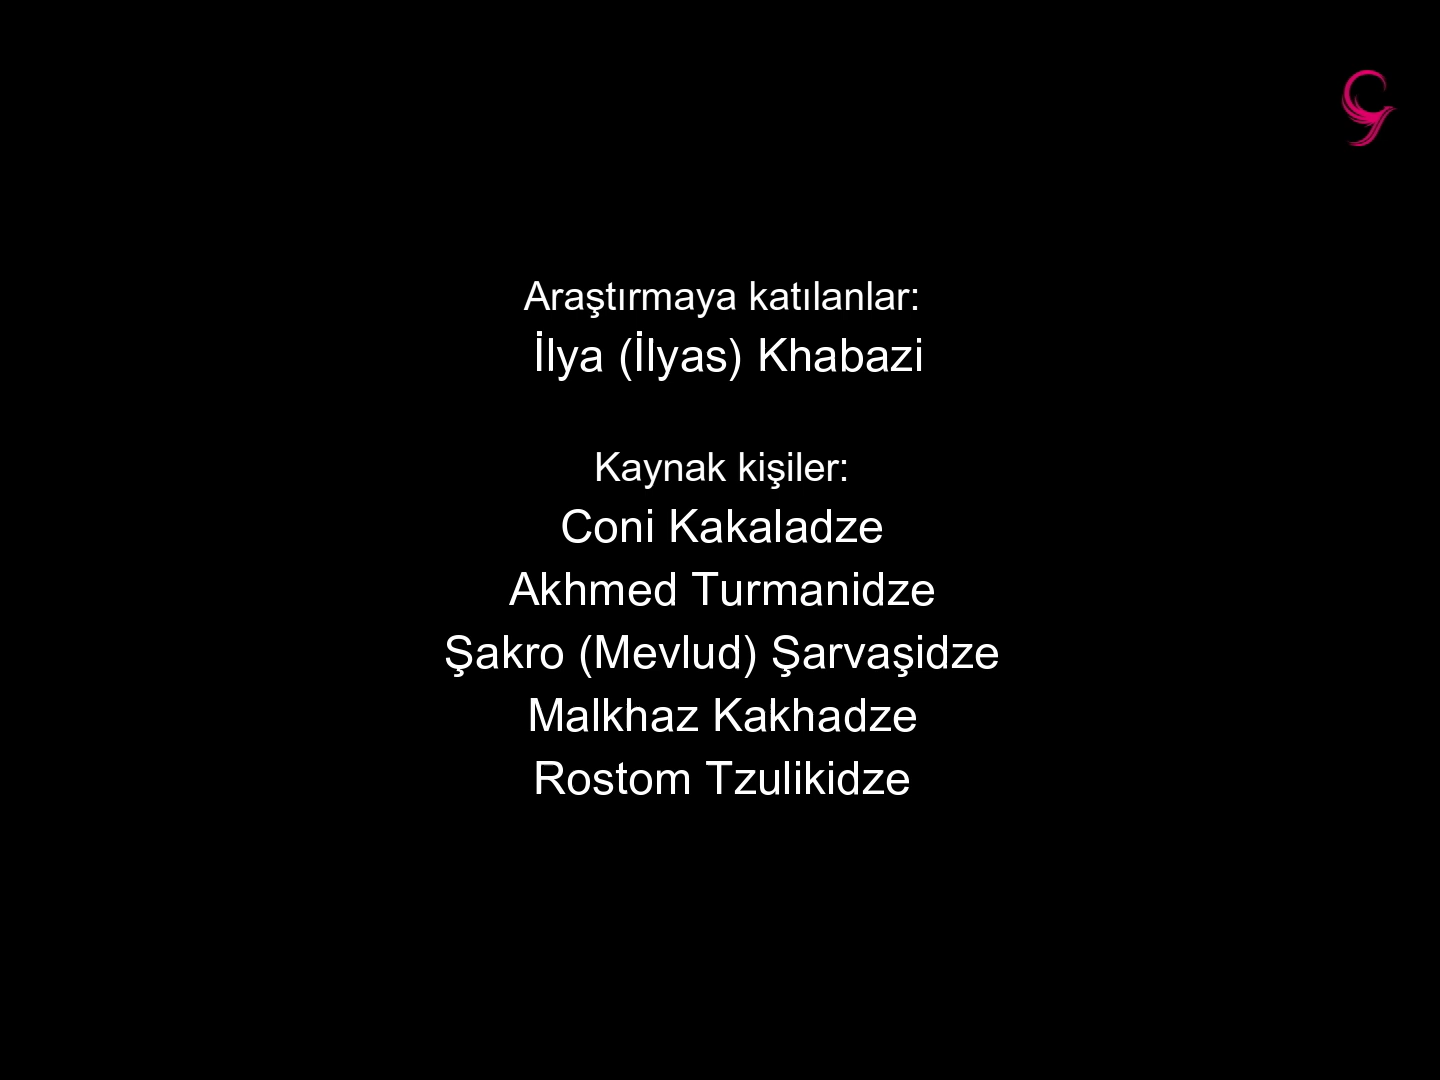 Araştırmaya katılanlar:
İlya (İlyas) Khabazi
Kaynak kişiler:
Coni Kakaladze
Akhmed Turmanidze
Şakro (Mevlud) Şarvaşidze
Malkhaz Kakhadze
Rostom Tzulikidze